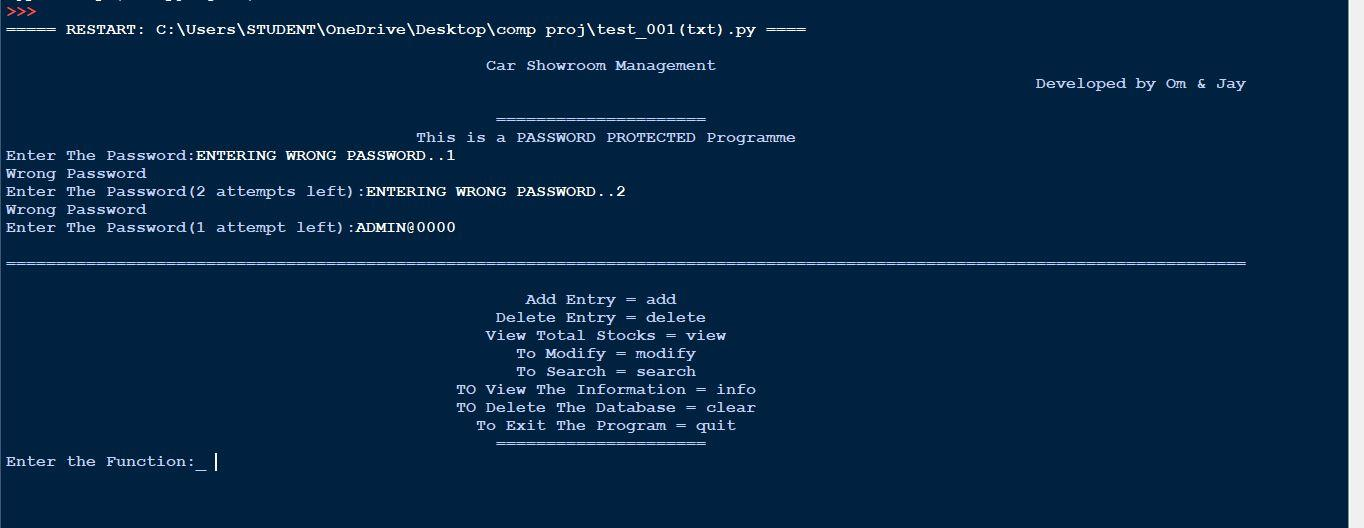 >>>
===== RESTART: C:\Users\STUDENT\OneDrive\Desktop\comp proj\test_001(txt).py ====
Car Showroom Management
Developed by Om & Jay
=====================
This is a PASSWORD PROTECTED Programme
Enter The Password:ENTERING WRONG PASSWORD..1
Wrong Password
Enter The Password(2 attempts left):ENTERING WRONG PASSWORD..2
Wrong Password
Enter The Password(1 attempt left):ADMIN@0000
============================================================================================================================
Add Entry = add
Delete Entry = delete
View Total Stocks = view
To Modify = modify
To Search = search
TO View The Information = info
TO Delete The Database = clear
To Exit The Program = quit
=====================
Enter the Function:_